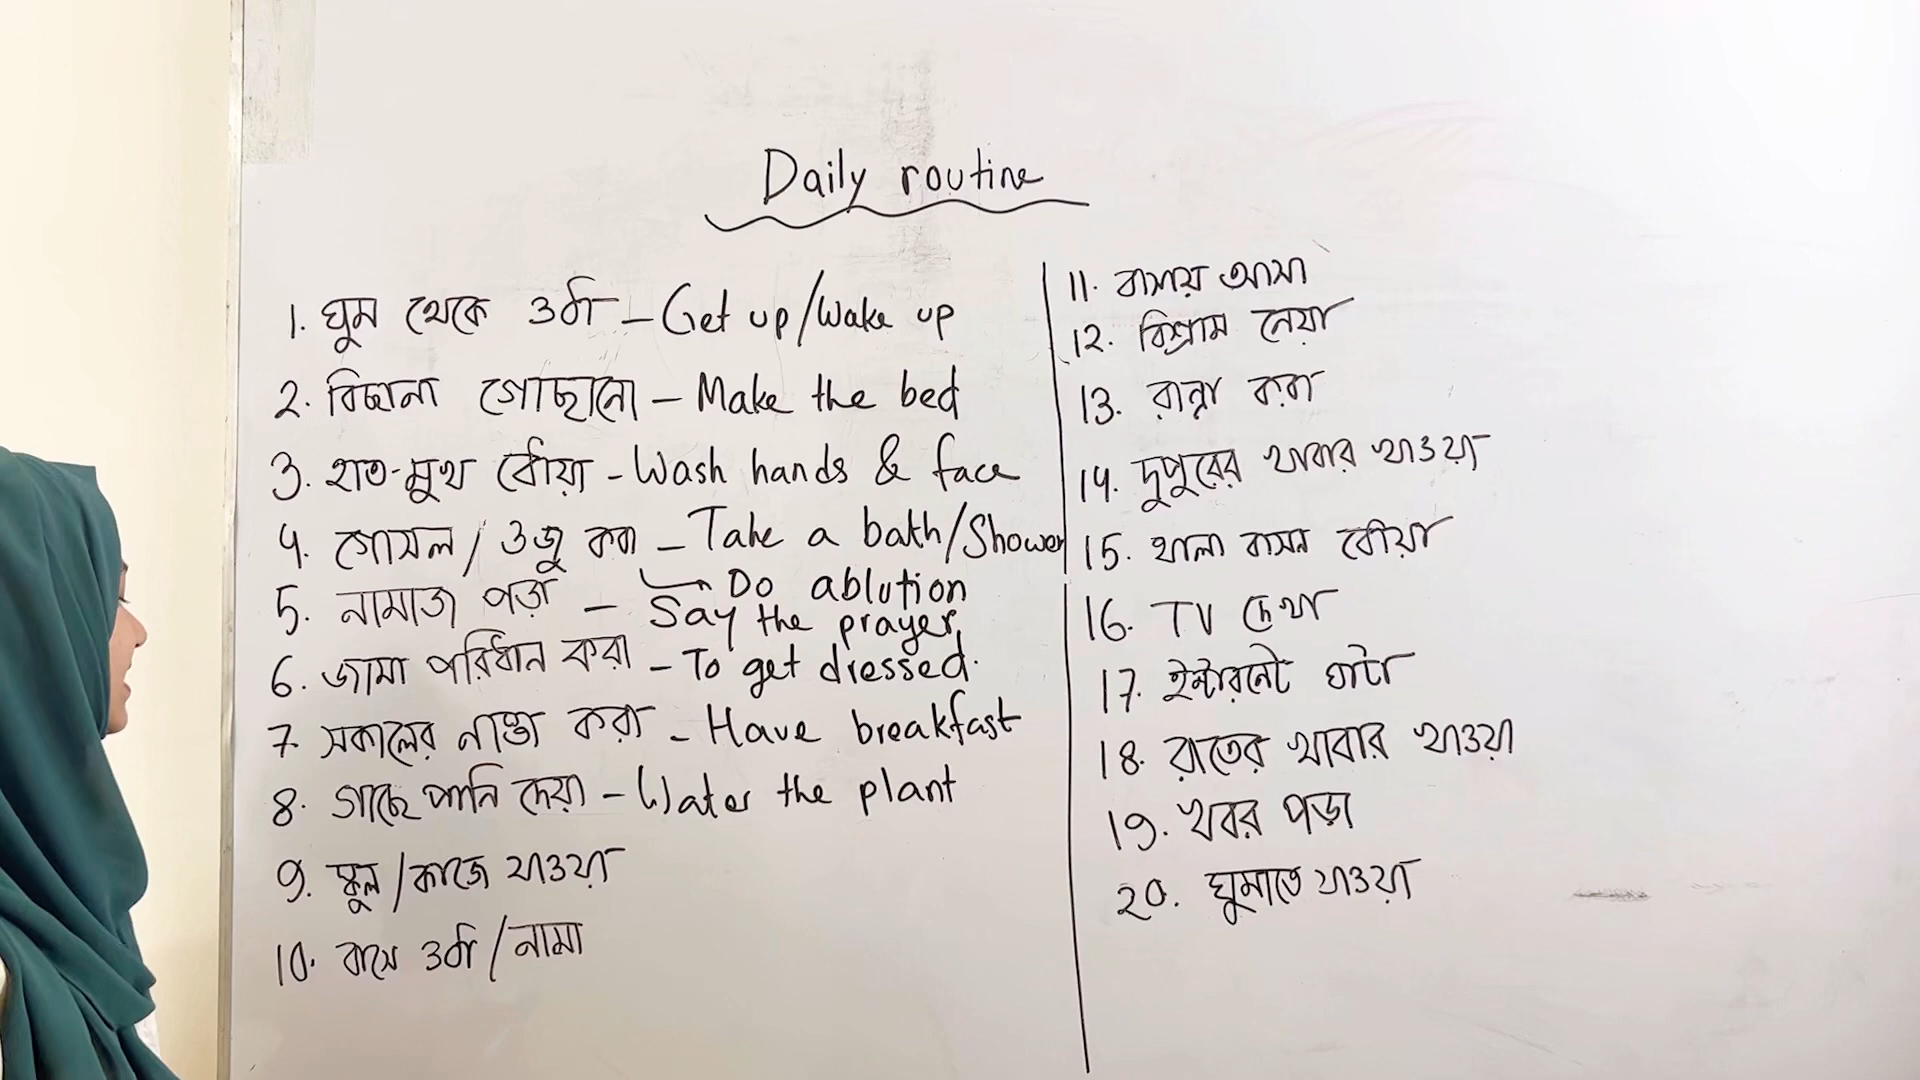 Daily routine
1. ঘুম থেকে ওঠা – Get up/Wake up
2. বিছানা গোছানো – Make the bed
3. হাত-মুখ ধোঁয়া - Wash hands & face
4. গোসল / ওজু করা – Take a bath/Shower
Do ablution
5. নামাজ পড়া – Say the prayer
6. জামা পরিধান করা – To get dressed.
7. সকালের নাস্তা করা - Have breakfast
8. গাছে পানি দেয়া – Water the plant
9. স্কুল /কাজে যাওয়া
10. বাসে ওঠা / নামা
11. বাসায় আসা
12. বিশ্রাম নেয়া
13. রান্না করা
14. দুপুরের খাবার খাওয়া
15. থালা বাসন ধোঁয়া
16. TV দেখা
17. ইন্টারনেট ঘাটা
18. রাতের খাবার খাওয়া
19. খবর পড়া
20. ঘুমাতে যাওয়া